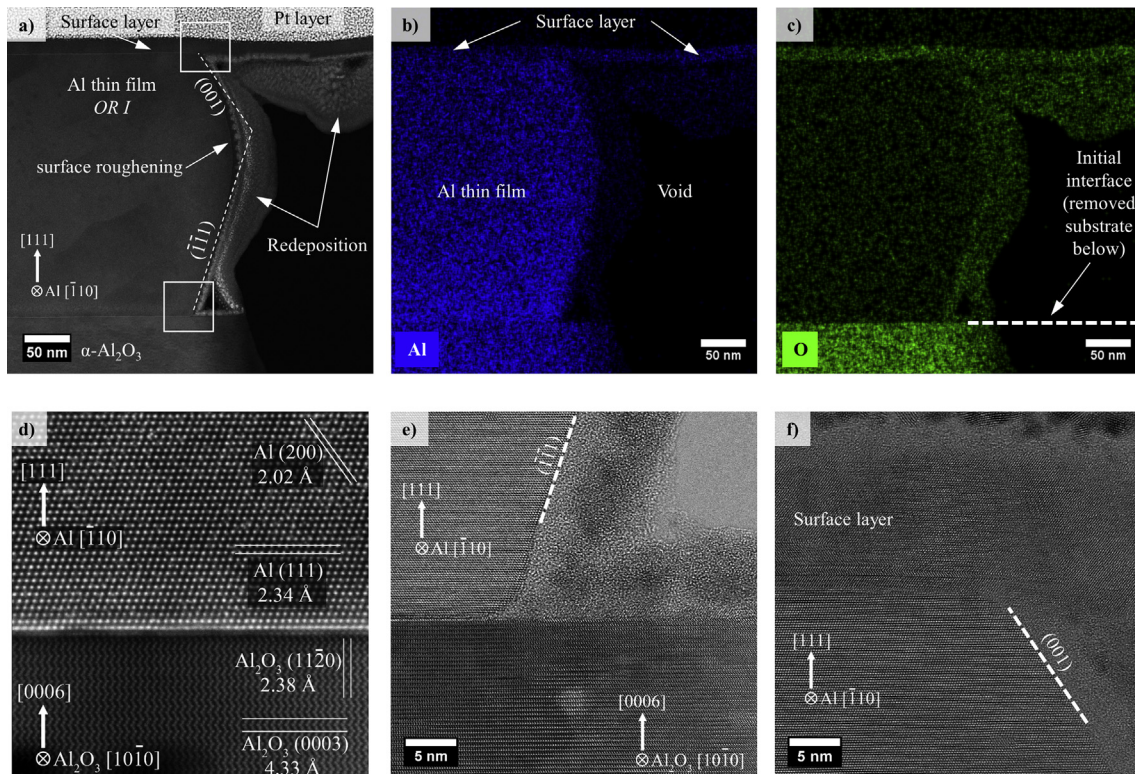 a)
Surface layer
Pt layer
Al thin film
OR I
(001)
surface roughening
(1̄1̄1)
Redeposition
[111]
⊗Al [1̄10]
50 nm
α-Al₂O₃
b)
Surface layer
Al thin film
Void
Al
50 nm
c)
Initial
interface
(removed
substrate
below)
O
50 nm
d)
Al (200)
2.02 Å
[111]
⊗Al [1̄10]
Al (111)
2.34 Å
Al₂O₃ (112̄0)
2.38 Å
[0006]
Al₂O₃ (0003)
⊗Al₂O₃ [101̄0]
4.33 Å
e)
(1̄1̄1)
[111]
⊗Al [1̄10]
[0006]
5 nm
⊗Al₂O₃ [101̄0]
f)
Surface layer
[111]
(001)
⊗Al [1̄10]
5 nm